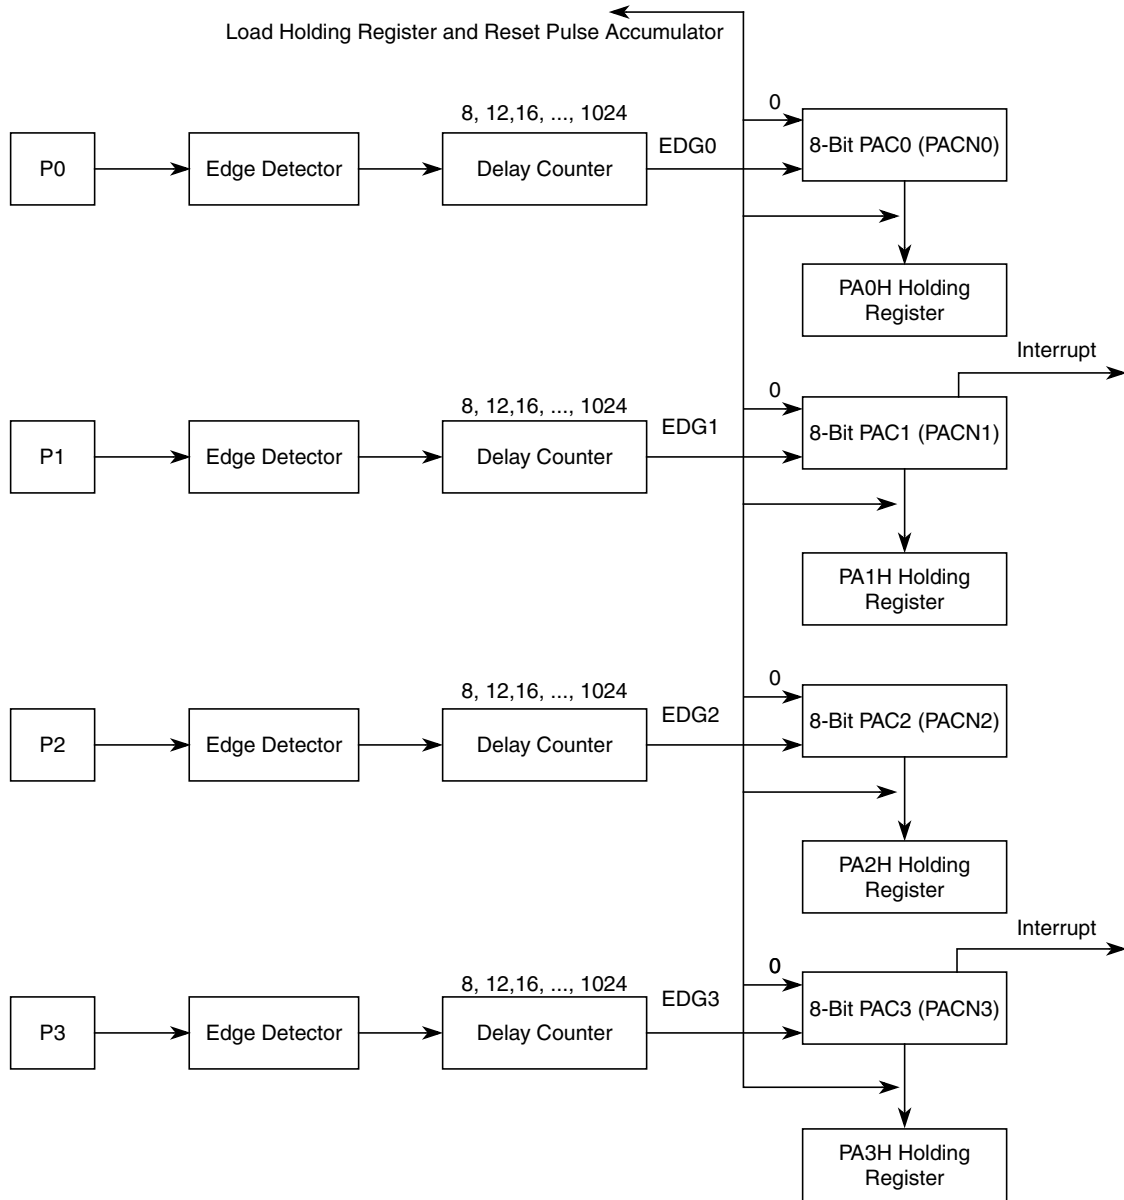 Load Holding Register and Reset Pulse Accumulator
0
8, 12,16, ..., 1024
EDG0
P0
Edge Detector
Delay Counter
8-Bit PAC0 (PACN0)
PA0H Holding
Register
Interrupt
0
8, 12,16, ..., 1024
EDG1
P1
Edge Detector
Delay Counter
8-Bit PAC1 (PACN1)
PA1H Holding
Register
0
8, 12,16, ..., 1024
EDG2
P2
Edge Detector
Delay Counter
8-Bit PAC2 (PACN2)
PA2H Holding
Register
Interrupt
0
8, 12,16, ..., 1024
EDG3
P3
Edge Detector
Delay Counter
8-Bit PAC3 (PACN3)
PA3H Holding
Register